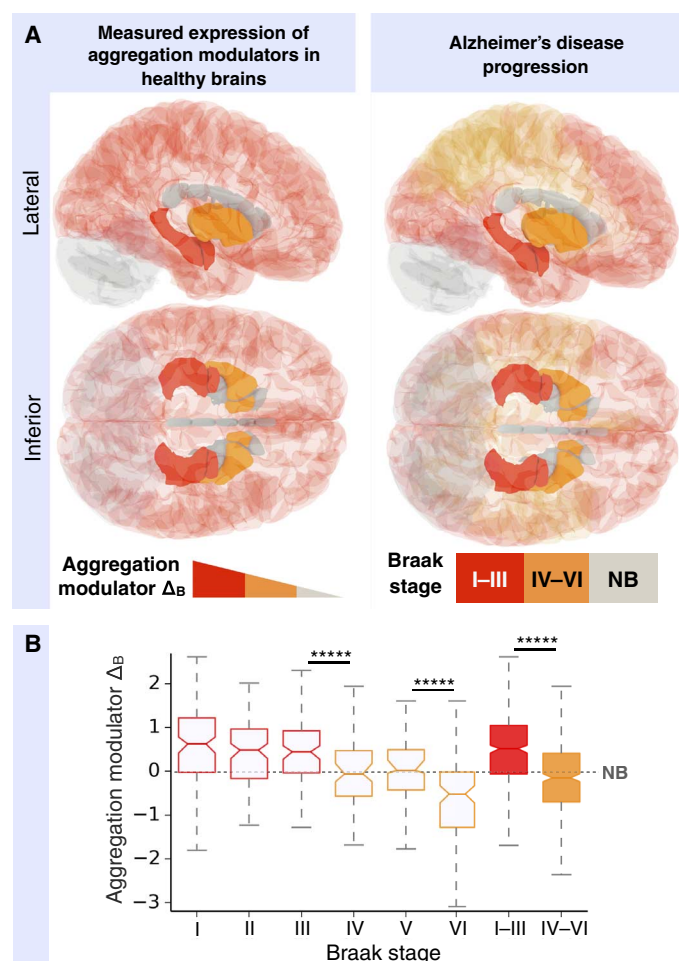 A
Measured expression of
aggregation modulators in
healthy brains
Alzheimer's disease
progression
Lateral
Inferior
Aggregation
modulator ΔB
Braak
stage
I–III IV–VI NB
B
Aggregation modulator ΔB
2
1
0
−1
−2
−3
*****
*****
*****
NB
I II III IV V VI I–III IV–VI
Braak stage